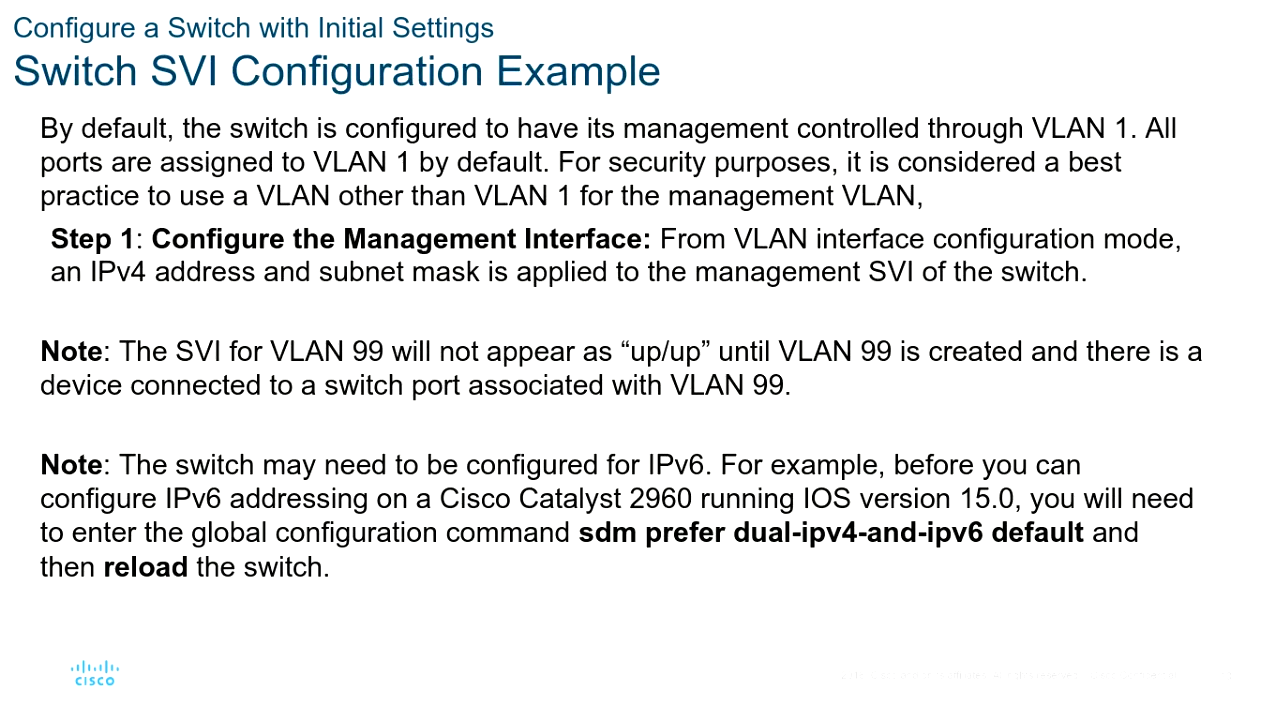 Configure a Switch with Initial Settings
Switch SVI Configuration Example
By default, the switch is configured to have its management controlled through VLAN 1. All
ports are assigned to VLAN 1 by default. For security purposes, it is considered a best
practice to use a VLAN other than VLAN 1 for the management VLAN,
Step 1: Configure the Management Interface: From VLAN interface configuration mode,
an IPv4 address and subnet mask is applied to the management SVI of the switch.
Note: The SVI for VLAN 99 will not appear as “up/up” until VLAN 99 is created and there is a
device connected to a switch port associated with VLAN 99.
Note: The switch may need to be configured for IPv6. For example, before you can
configure IPv6 addressing on a Cisco Catalyst 2960 running IOS version 15.0, you will need
to enter the global configuration command sdm prefer dual-ipv4-and-ipv6 default and
then reload the switch.
CISCO